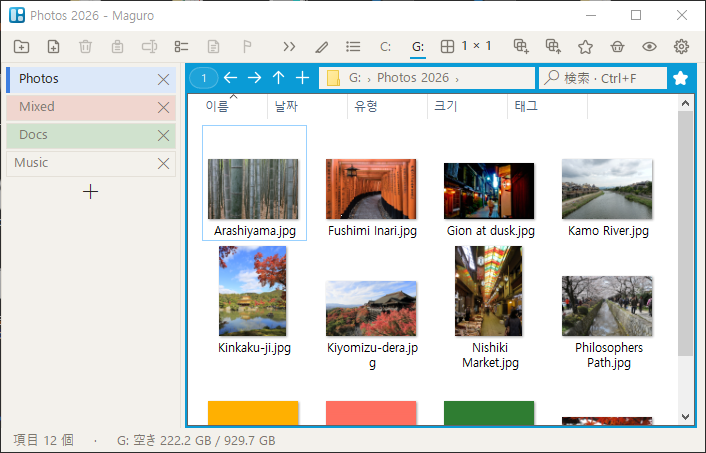 Photos 2026 - Maguro
C: G: 1 × 1
Photos
Mixed
Docs
Music
1 G: › Photos 2026 › 検索 · Ctrl+F
이름 날짜 유형 크기 태그
Arashiyama.jpg Fushimi Inari.jpg Gion at dusk.jpg Kamo River.jpg
Kinkaku-ji.jpg Kiyomizu-dera.jp Nishiki Philosophers
g Market.jpg Path.jpg
項目 12 個 · G: 空き 222.2 GB / 929.7 GB